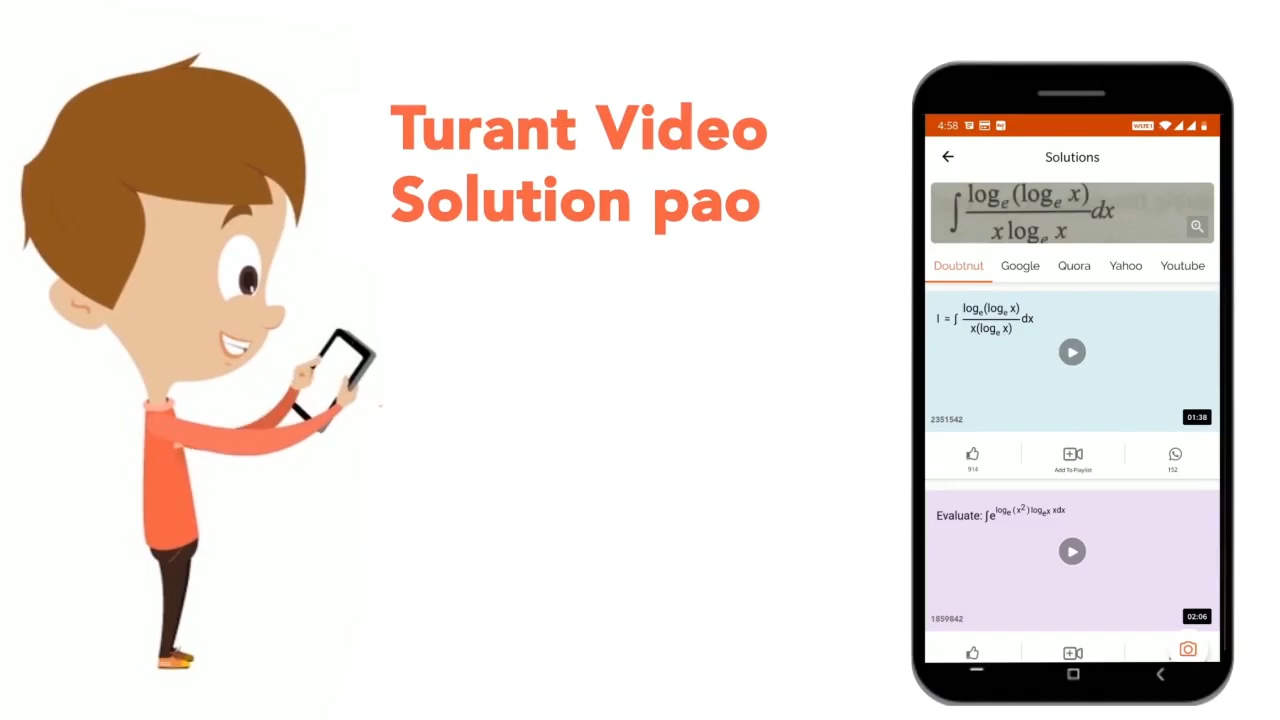 Turant Video
Solution pao
4:58
VoLTE1
Solutions
∫ logₑ(logₑ x) / x logₑ x dx
Doubtnut Google Quora Yahoo Youtube
I = ∫ logₑ(logₑ x) / x(logₑ x) dx
2351542 01:38
914 Add To Playlist 152
Evaluate: ∫e^logₑ(x²)logₑx xdx
1859842 02:06